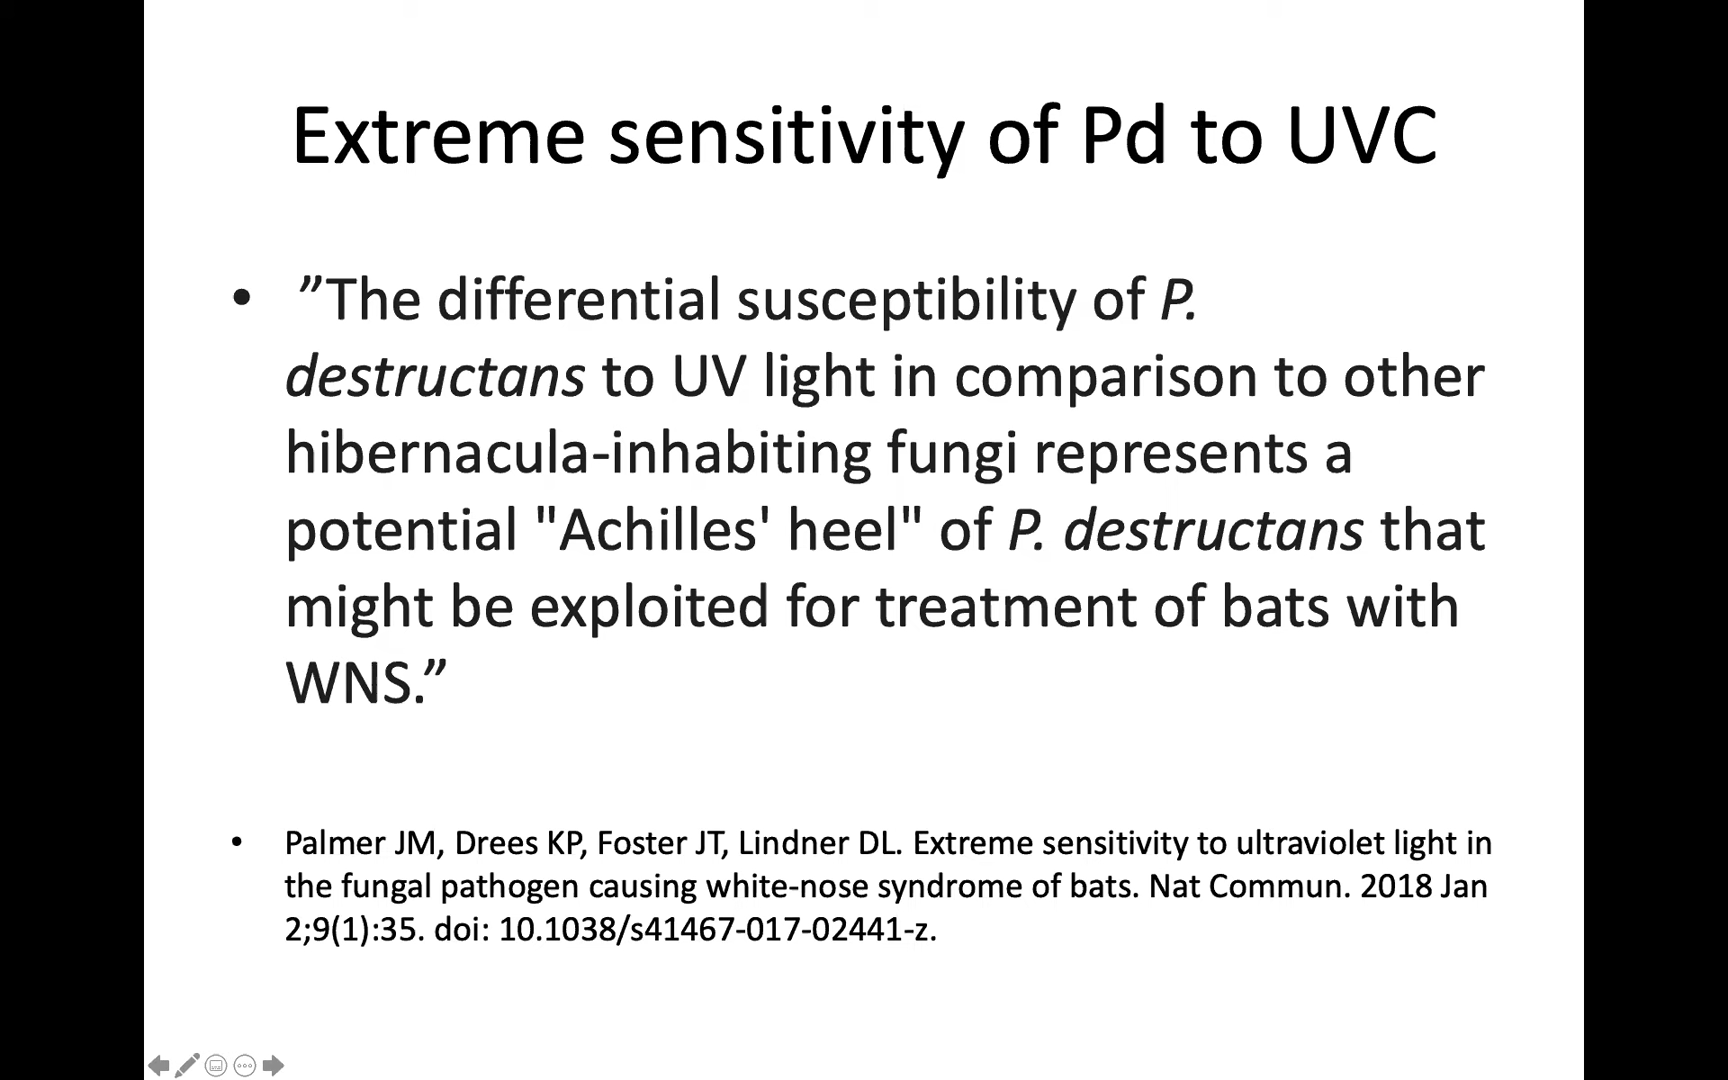 Extreme sensitivity of Pd to UVC
• ”The differential susceptibility of P.
destructans to UV light in comparison to other
hibernacula-inhabiting fungi represents a
potential "Achilles' heel" of P. destructans that
might be exploited for treatment of bats with
WNS.”
• Palmer JM, Drees KP, Foster JT, Lindner DL. Extreme sensitivity to ultraviolet light in
the fungal pathogen causing white-nose syndrome of bats. Nat Commun. 2018 Jan
2;9(1):35. doi: 10.1038/s41467-017-02441-z.